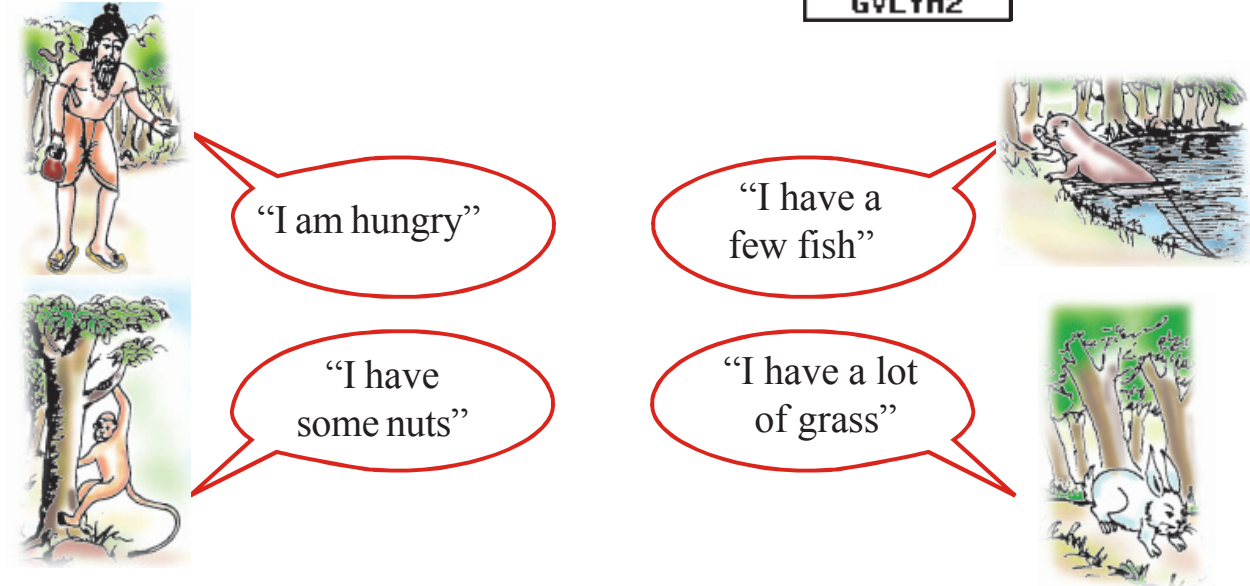 “I am hungry”
“I have a
few fish”
“I have
some nuts”
“I have a lot
of grass”